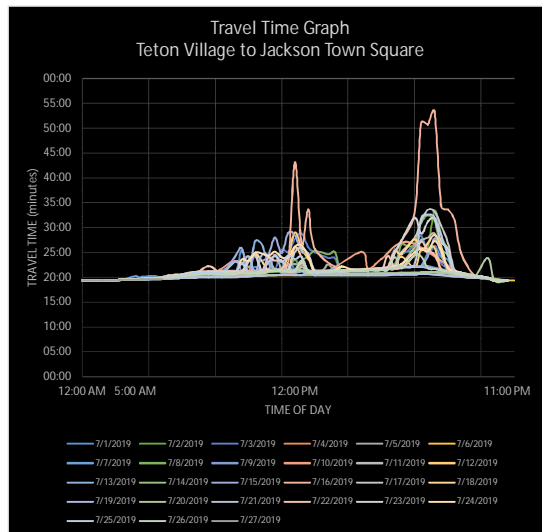 Travel Time Graph
Teton Village to Jackson Town Square
00:00
55:00
50:00
45:00
40:00
35:00
30:00
25:00
20:00
15:00
10:00
05:00
00:00
TRAVEL TIME (minutes)
12:00 AM 5:00 AM 12:00 PM 11:00 PM
TIME OF DAY
7/1/2019 7/2/2019 7/3/2019 7/4/2019 7/5/2019 7/6/2019
7/7/2019 7/8/2019 7/9/2019 7/10/2019 7/11/2019 7/12/2019
7/13/2019 7/14/2019 7/15/2019 7/16/2019 7/17/2019 7/18/2019
7/19/2019 7/20/2019 7/21/2019 7/22/2019 7/23/2019 7/24/2019
7/25/2019 7/26/2019 7/27/2019